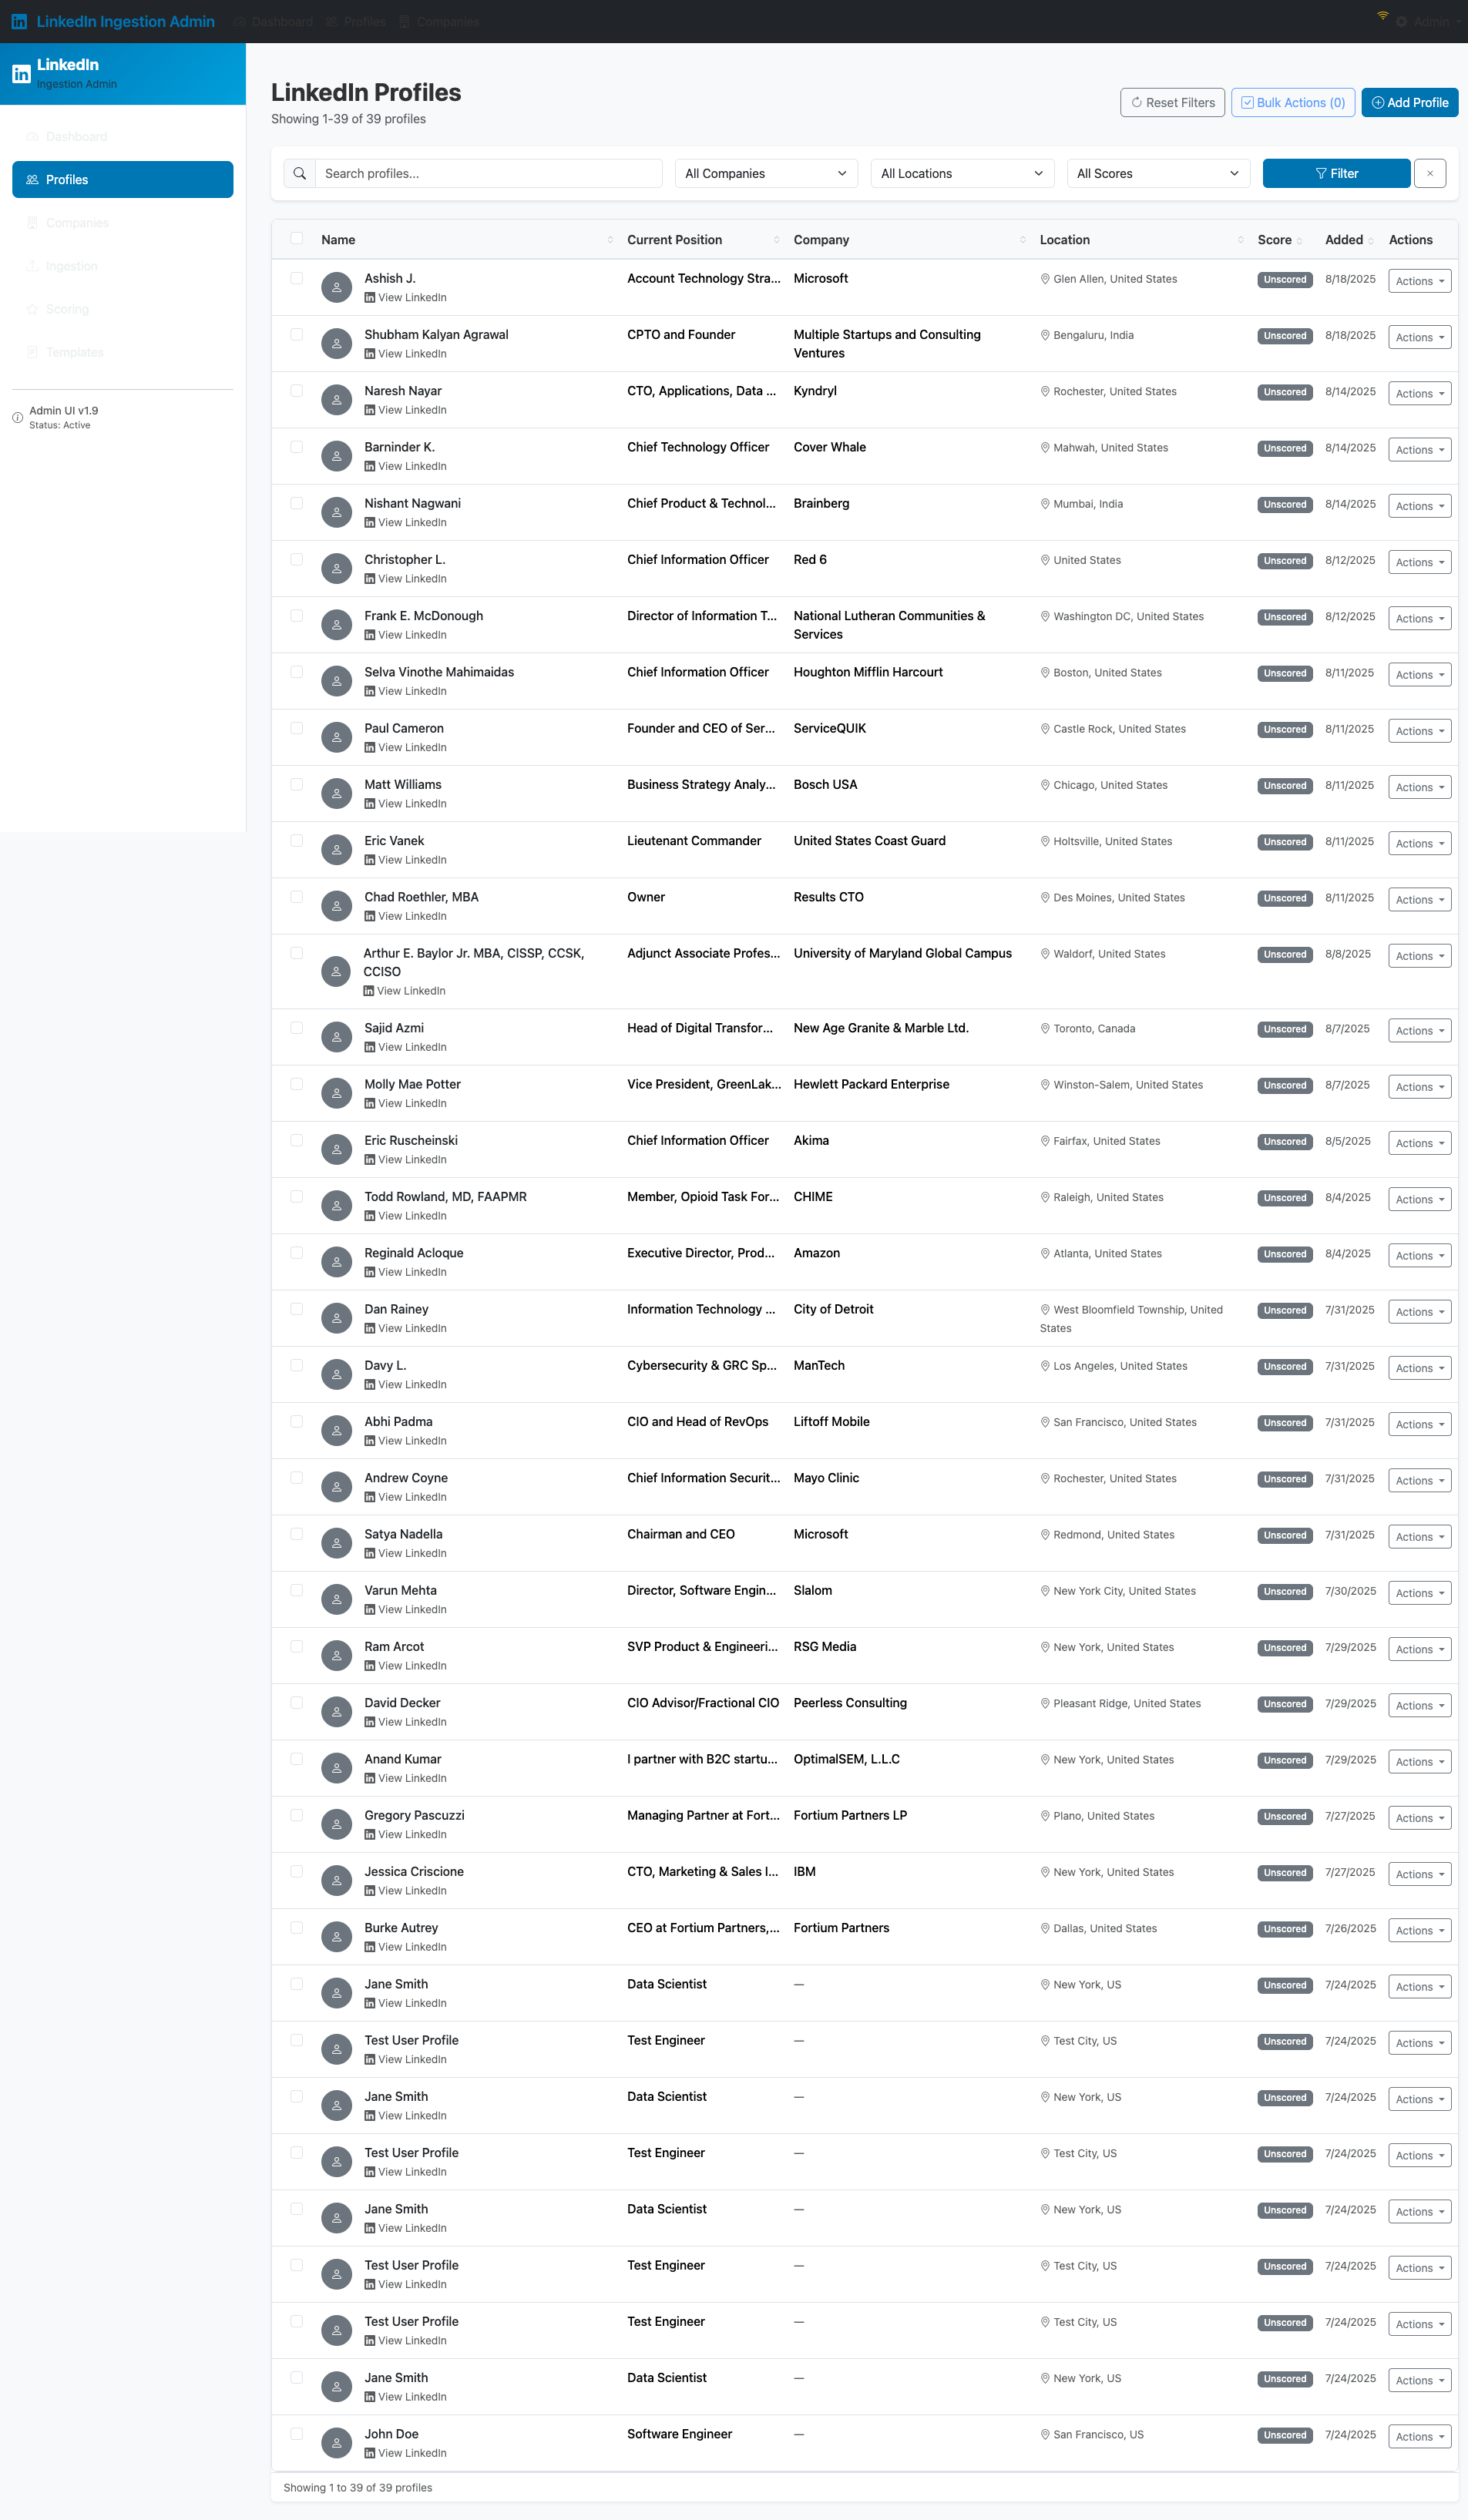 LinkedIn Ingestion Admin Dashboard Profiles Companies Admin
LinkedIn
Ingestion Admin
Dashboard
Profiles
Companies
Ingestion
Scoring
Templates
Admin UI v1.9
Status: Active
LinkedIn Profiles
Showing 1-39 of 39 profiles
Reset Filters Bulk Actions (0) Add Profile
Search profiles... All Companies All Locations All Scores Filter ×
Name Current Position Company Location Score Added Actions
Ashish J. Account Technology Stra... Microsoft Glen Allen, United States Unscored 8/18/2025 Actions
View LinkedIn
Shubham Kalyan Agrawal CPTO and Founder Multiple Startups and Consulting Bengaluru, India Unscored 8/18/2025 Actions
View LinkedIn Ventures
Naresh Nayar CTO, Applications, Data ... Kyndryl Rochester, United States Unscored 8/14/2025 Actions
View LinkedIn
Barninder K. Chief Technology Officer Cover Whale Mahwah, United States Unscored 8/14/2025 Actions
View LinkedIn
Nishant Nagwani Chief Product & Technol... Brainberg Mumbai, India Unscored 8/14/2025 Actions
View LinkedIn
Christopher L. Chief Information Officer Red 6 United States Unscored 8/12/2025 Actions
View LinkedIn
Frank E. McDonough Director of Information T... National Lutheran Communities & Washington DC, United States Unscored 8/12/2025 Actions
View LinkedIn Services
Selva Vinothe Mahimaidas Chief Information Officer Houghton Mifflin Harcourt Boston, United States Unscored 8/11/2025 Actions
View LinkedIn
Paul Cameron Founder and CEO of Ser... ServiceQUIK Castle Rock, United States Unscored 8/11/2025 Actions
View LinkedIn
Matt Williams Business Strategy Analy... Bosch USA Chicago, United States Unscored 8/11/2025 Actions
View LinkedIn
Eric Vanek Lieutenant Commander United States Coast Guard Holtsville, United States Unscored 8/11/2025 Actions
View LinkedIn
Chad Roethler, MBA Owner Results CTO Des Moines, United States Unscored 8/11/2025 Actions
View LinkedIn
Arthur E. Baylor Jr. MBA, CISSP, CCSK, Adjunct Associate Profes... University of Maryland Global Campus Waldorf, United States Unscored 8/8/2025 Actions
CCISO
View LinkedIn
Sajid Azmi Head of Digital Transfor... New Age Granite & Marble Ltd. Toronto, Canada Unscored 8/7/2025 Actions
View LinkedIn
Molly Mae Potter Vice President, GreenLak... Hewlett Packard Enterprise Winston-Salem, United States Unscored 8/7/2025 Actions
View LinkedIn
Eric Ruscheinski Chief Information Officer Akima Fairfax, United States Unscored 8/5/2025 Actions
View LinkedIn
Todd Rowland, MD, FAAPMR Member, Opioid Task For... CHIME Raleigh, United States Unscored 8/4/2025 Actions
View LinkedIn
Reginald Acloque Executive Director, Prod... Amazon Atlanta, United States Unscored 8/4/2025 Actions
View LinkedIn
Dan Rainey Information Technology ... City of Detroit West Bloomfield Township, United Unscored 7/31/2025 Actions
View LinkedIn States
Davy L. Cybersecurity & GRC Sp... ManTech Los Angeles, United States Unscored 7/31/2025 Actions
View LinkedIn
Abhi Padma CIO and Head of RevOps Liftoff Mobile San Francisco, United States Unscored 7/31/2025 Actions
View LinkedIn
Andrew Coyne Chief Information Securit... Mayo Clinic Rochester, United States Unscored 7/31/2025 Actions
View LinkedIn
Satya Nadella Chairman and CEO Microsoft Redmond, United States Unscored 7/31/2025 Actions
View LinkedIn
Varun Mehta Director, Software Engin... Slalom New York City, United States Unscored 7/30/2025 Actions
View LinkedIn
Ram Arcot SVP Product & Engineeri... RSG Media New York, United States Unscored 7/29/2025 Actions
View LinkedIn
David Decker CIO Advisor/Fractional CIO Peerless Consulting Pleasant Ridge, United States Unscored 7/29/2025 Actions
View LinkedIn
Anand Kumar I partner with B2C startu... OptimalSEM, L.L.C New York, United States Unscored 7/29/2025 Actions
View LinkedIn
Gregory Pascuzzi Managing Partner at Fort... Fortium Partners LP Plano, United States Unscored 7/27/2025 Actions
View LinkedIn
Jessica Criscione CTO, Marketing & Sales I... IBM New York, United States Unscored 7/27/2025 Actions
View LinkedIn
Burke Autrey CEO at Fortium Partners,... Fortium Partners Dallas, United States Unscored 7/26/2025 Actions
View LinkedIn
Jane Smith Data Scientist — New York, US Unscored 7/24/2025 Actions
View LinkedIn
Test User Profile Test Engineer — Test City, US Unscored 7/24/2025 Actions
View LinkedIn
Jane Smith Data Scientist — New York, US Unscored 7/24/2025 Actions
View LinkedIn
Test User Profile Test Engineer — Test City, US Unscored 7/24/2025 Actions
View LinkedIn
Jane Smith Data Scientist — New York, US Unscored 7/24/2025 Actions
View LinkedIn
Test User Profile Test Engineer — Test City, US Unscored 7/24/2025 Actions
View LinkedIn
Test User Profile Test Engineer — Test City, US Unscored 7/24/2025 Actions
View LinkedIn
Jane Smith Data Scientist — New York, US Unscored 7/24/2025 Actions
View LinkedIn
John Doe Software Engineer — San Francisco, US Unscored 7/24/2025 Actions
View LinkedIn
Showing 1 to 39 of 39 profiles